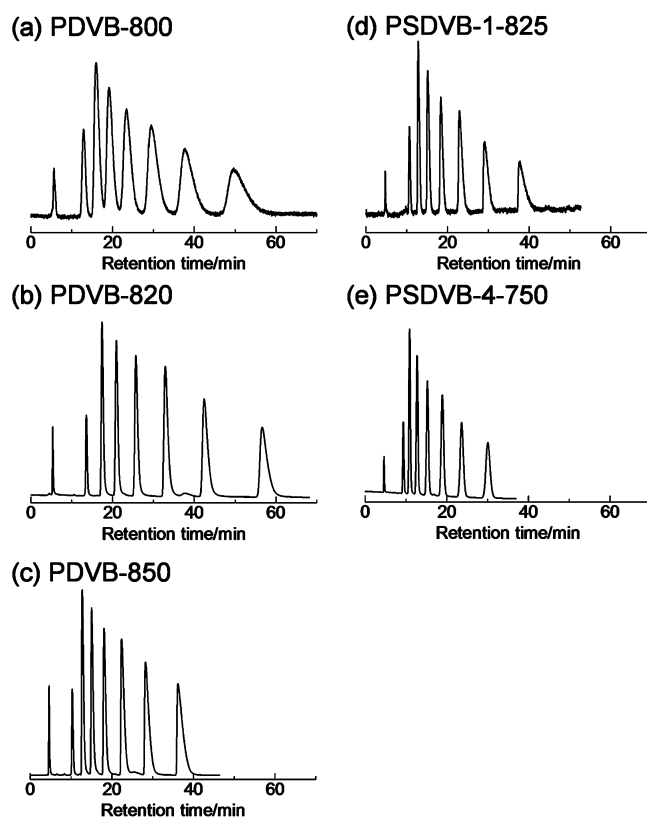 (a) PDVB-800
0 20 40 60
Retention time/min
(b) PDVB-820
0 20 40 60
Retention time/min
(c) PDVB-850
0 20 40 60
Retention time/min
(d) PSDVB-1-825
0 20 40 60
Retention time/min
(e) PSDVB-4-750
0 20 40 60
Retention time/min